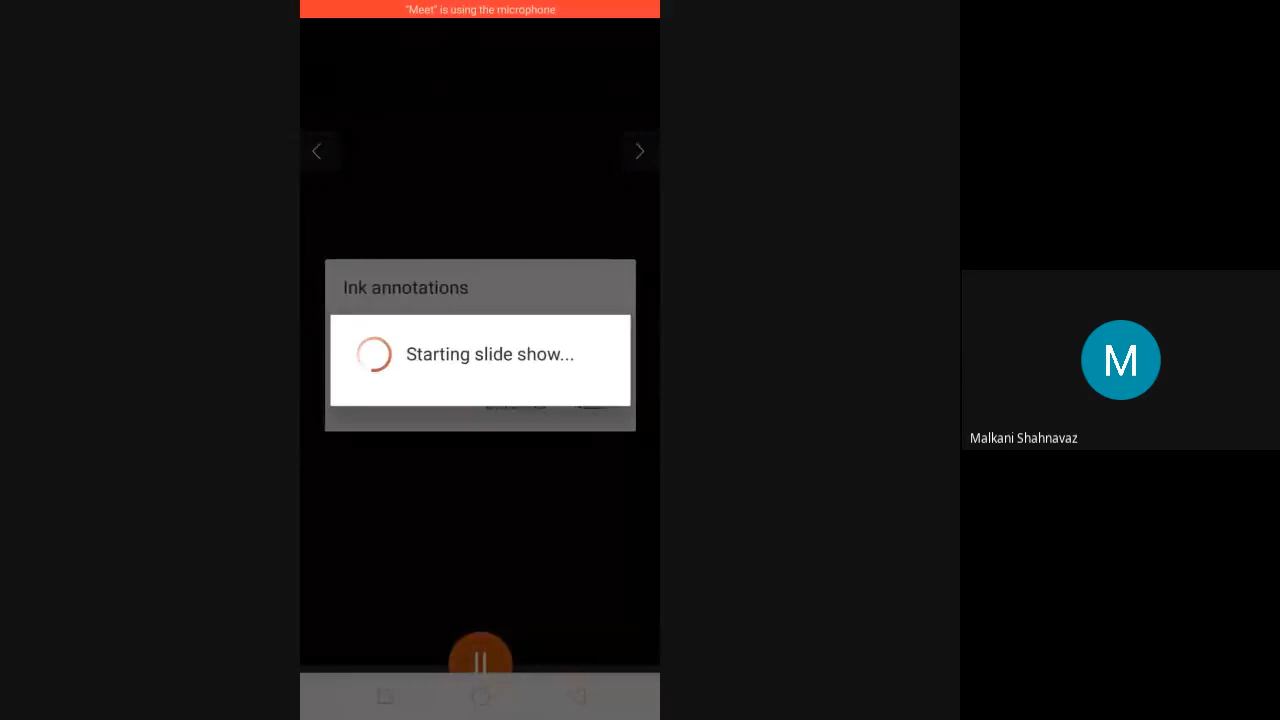 "Meet" is using the microphone
Ink annotations
Starting slide show...
M
Malkani Shahnavaz